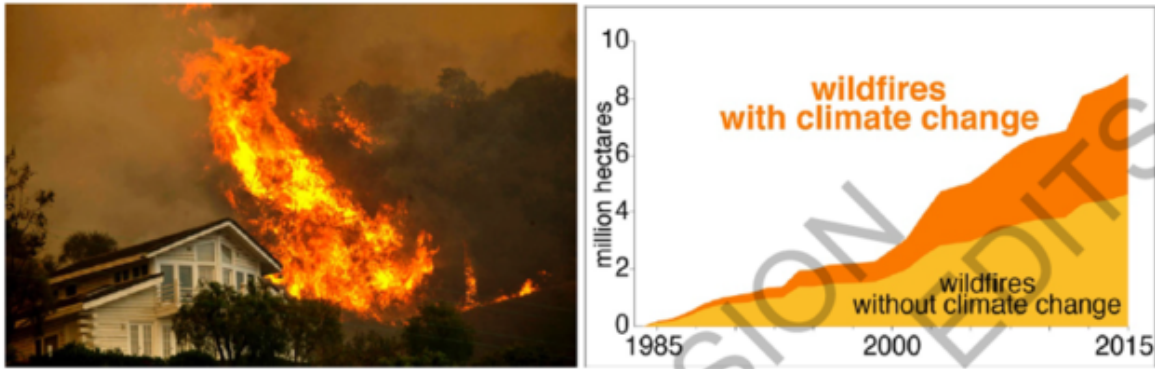 10
8
6
4
2
0
million hectares
wildfires
with climate change
wildfires
without climate change
1985
2000
2015
SION
EDITS